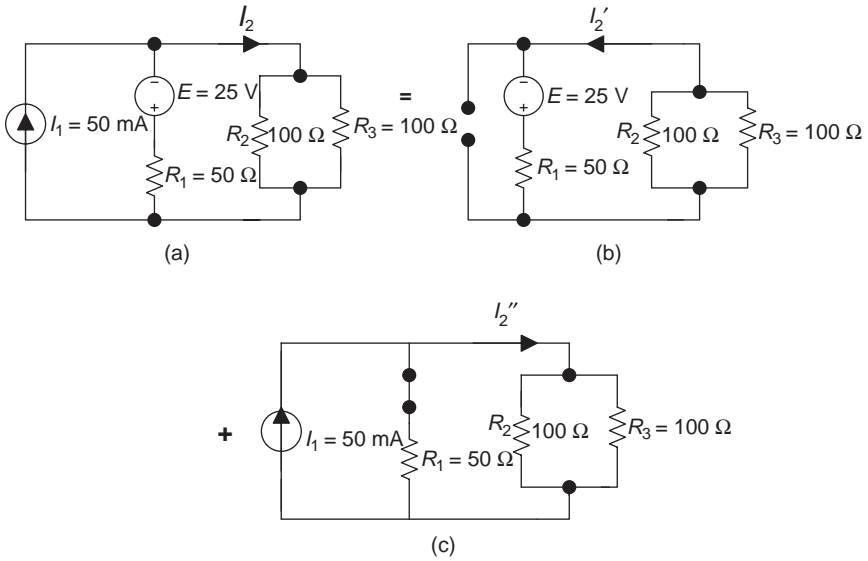 I₂
I₁ = 50 mA
−
+
E = 25 V
R₁ = 50 Ω
R₂
100 Ω
R₃ = 100 Ω
(a)
=
I₂′
−
+
E = 25 V
R₁ = 50 Ω
R₂
100 Ω
R₃ = 100 Ω
(b)
+
I₂″
I₁ = 50 mA
R₁ = 50 Ω
R₂
100 Ω
R₃ = 100 Ω
(c)